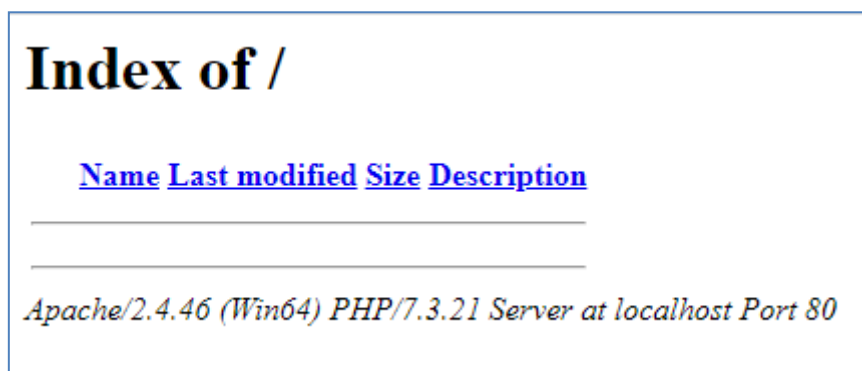 Index of /
Name Last modified Size Description
Apache/2.4.46 (Win64) PHP/7.3.21 Server at localhost Port 80